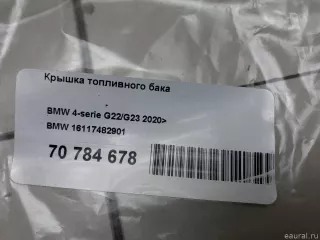 Крышка топливного бака
BMW 4-serie G22/G23 2020>
BMW 16117482901
70 784 678
eaural.ru